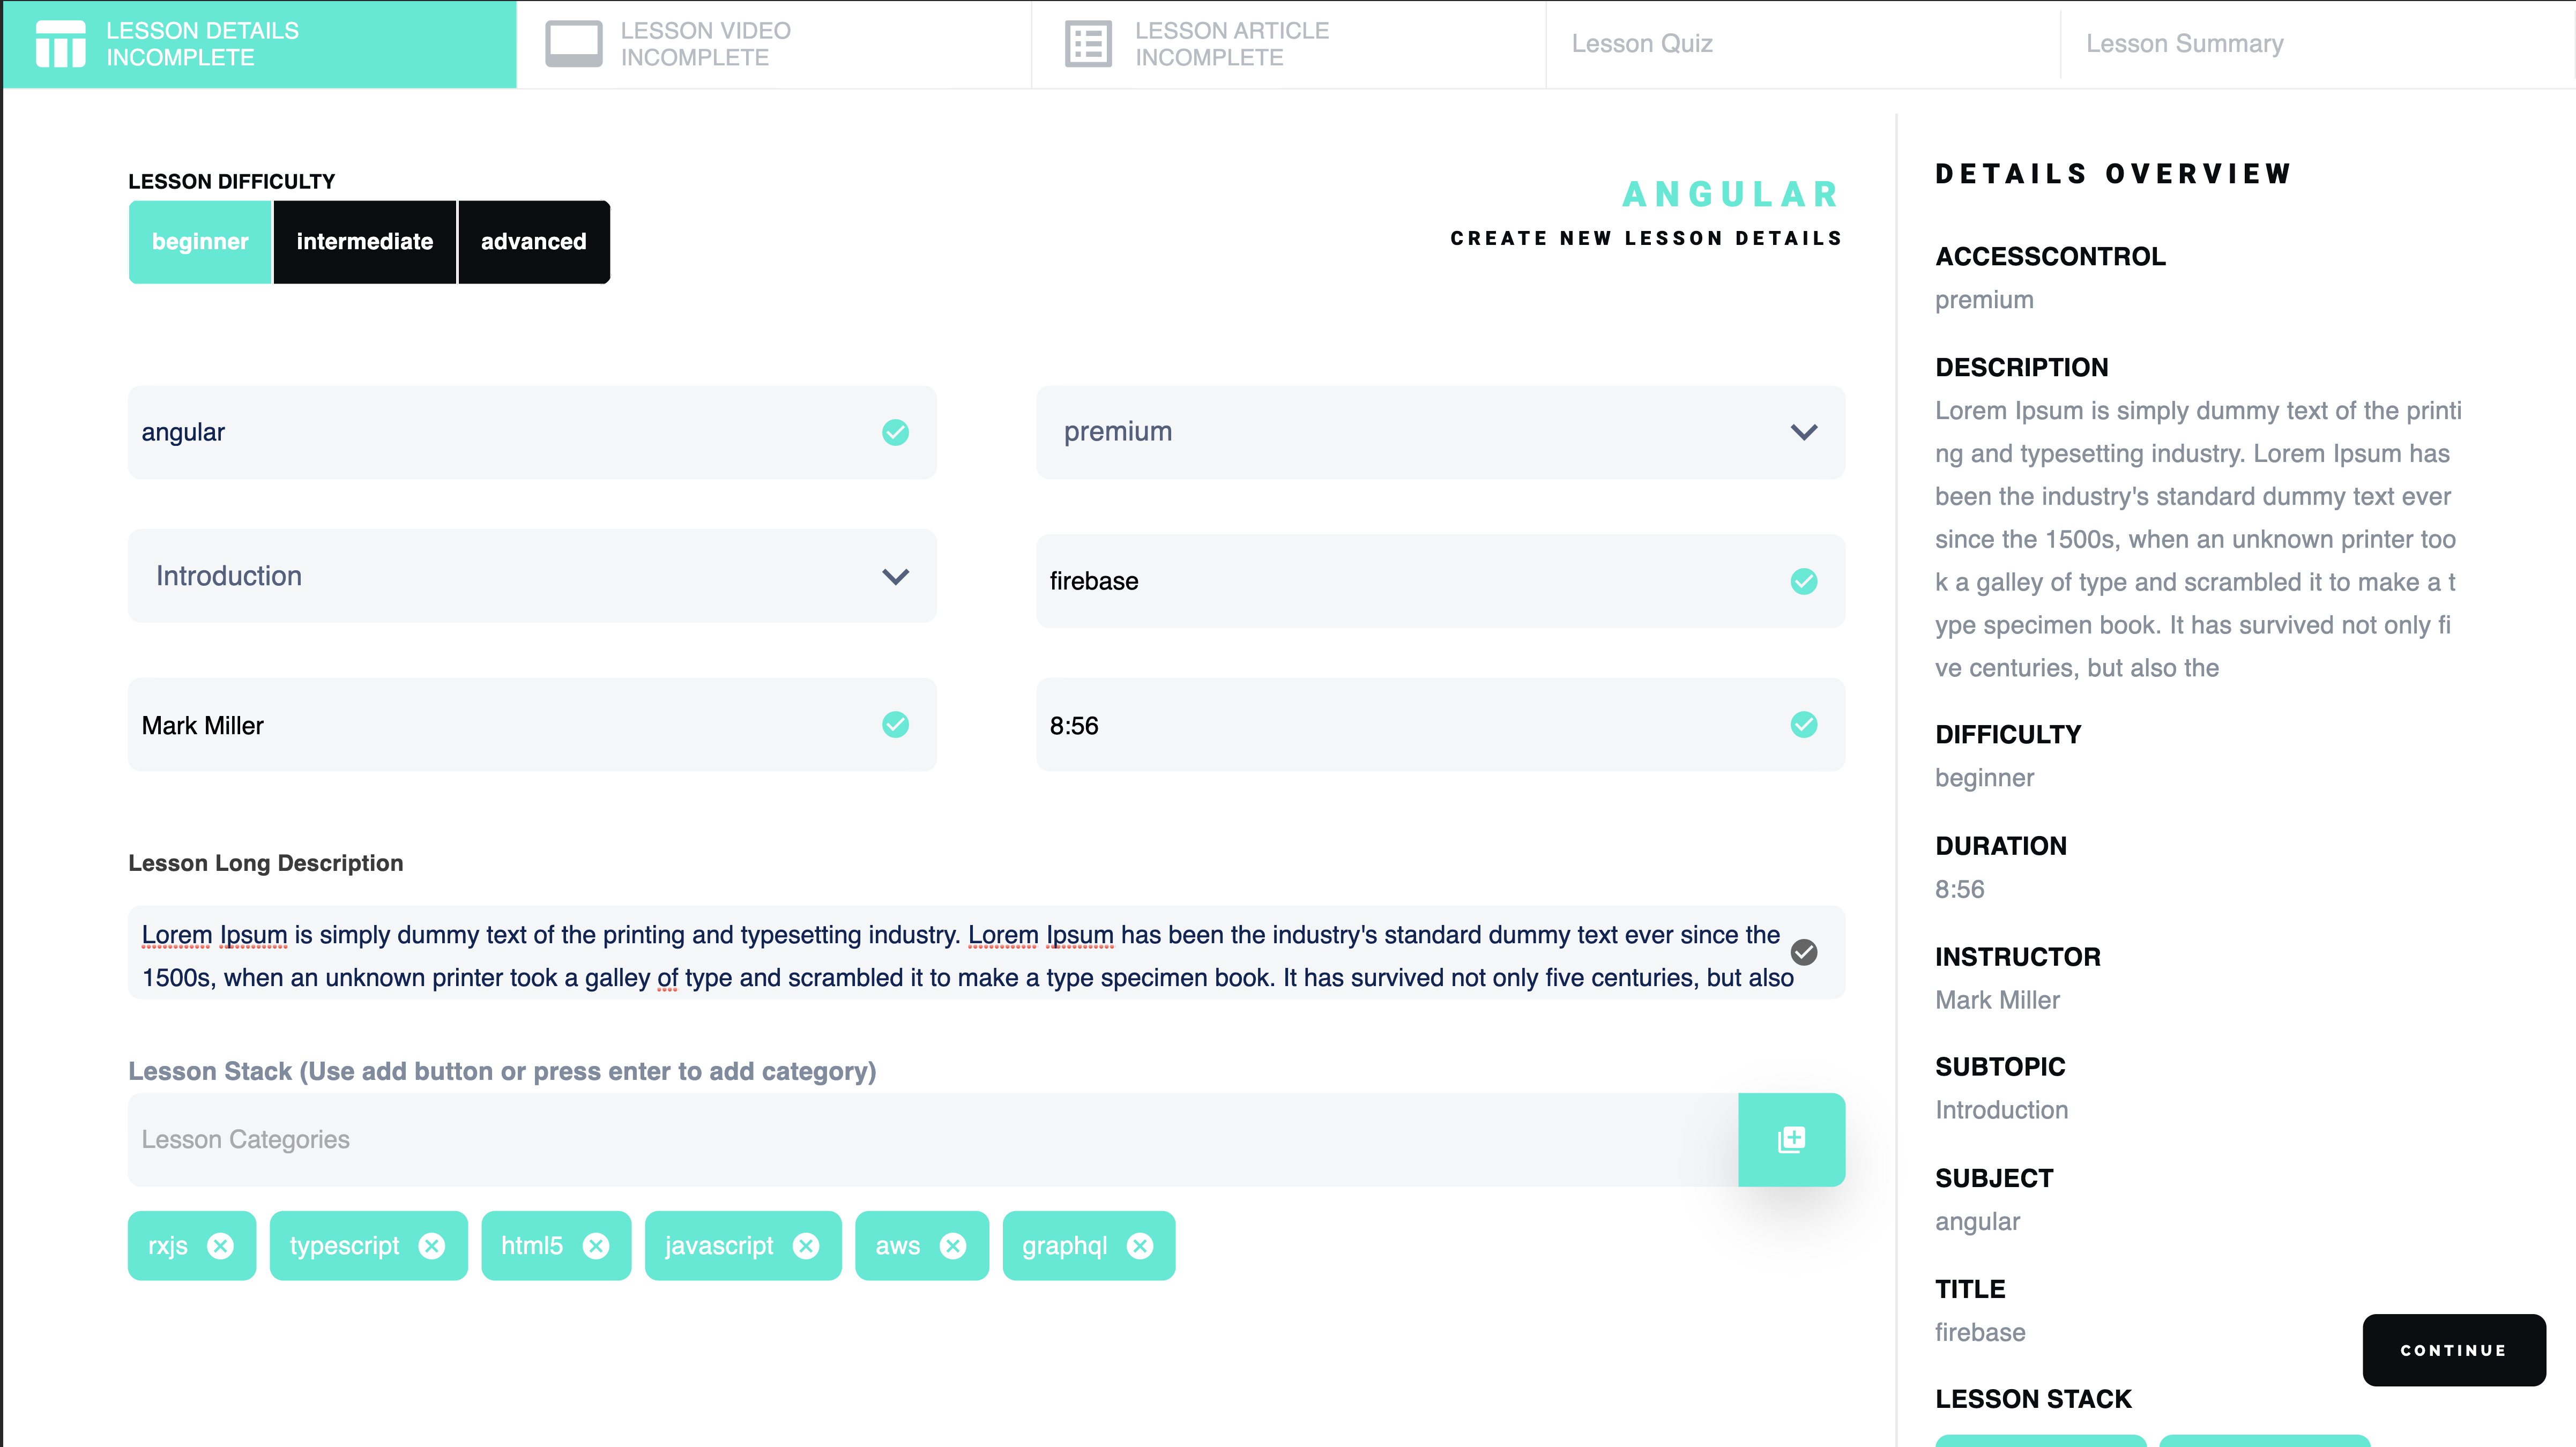 LESSON DETAILS
INCOMPLETE
LESSON VIDEO
INCOMPLETE
LESSON ARTICLE
INCOMPLETE
Lesson Quiz
Lesson Summary
LESSON DIFFICULTY
beginner
intermediate
advanced
ANGULAR
CREATE NEW LESSON DETAILS
angular
premium
Introduction
firebase
Mark Miller
8:56
Lesson Long Description
Lorem Ipsum is simply dummy text of the printing and typesetting industry. Lorem Ipsum has been the industry's standard dummy text ever since the
1500s, when an unknown printer took a galley of type and scrambled it to make a type specimen book. It has survived not only five centuries, but also
Lesson Stack (Use add button or press enter to add category)
Lesson Categories
rxjs
typescript
html5
javascript
aws
graphql
DETAILS OVERVIEW
ACCESSCONTROL
premium
DESCRIPTION
Lorem Ipsum is simply dummy text of the printi
ng and typesetting industry. Lorem Ipsum has
been the industry's standard dummy text ever
since the 1500s, when an unknown printer too
k a galley of type and scrambled it to make a t
ype specimen book. It has survived not only fi
ve centuries, but also the
DIFFICULTY
beginner
DURATION
8:56
INSTRUCTOR
Mark Miller
SUBTOPIC
Introduction
SUBJECT
angular
TITLE
firebase
CONTINUE
LESSON STACK